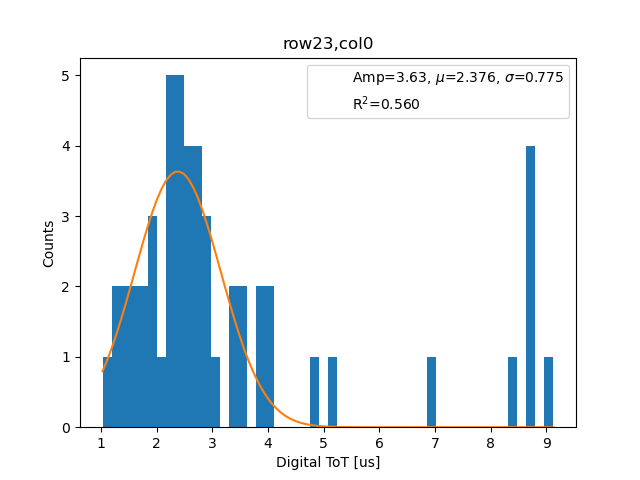 row23,col0
Amp=3.63, μ=2.376, σ=0.775
R²=0.560
Counts
5
4
3
2
1
0
1 2 3 4 5 6 7 8 9
Digital ToT [us]